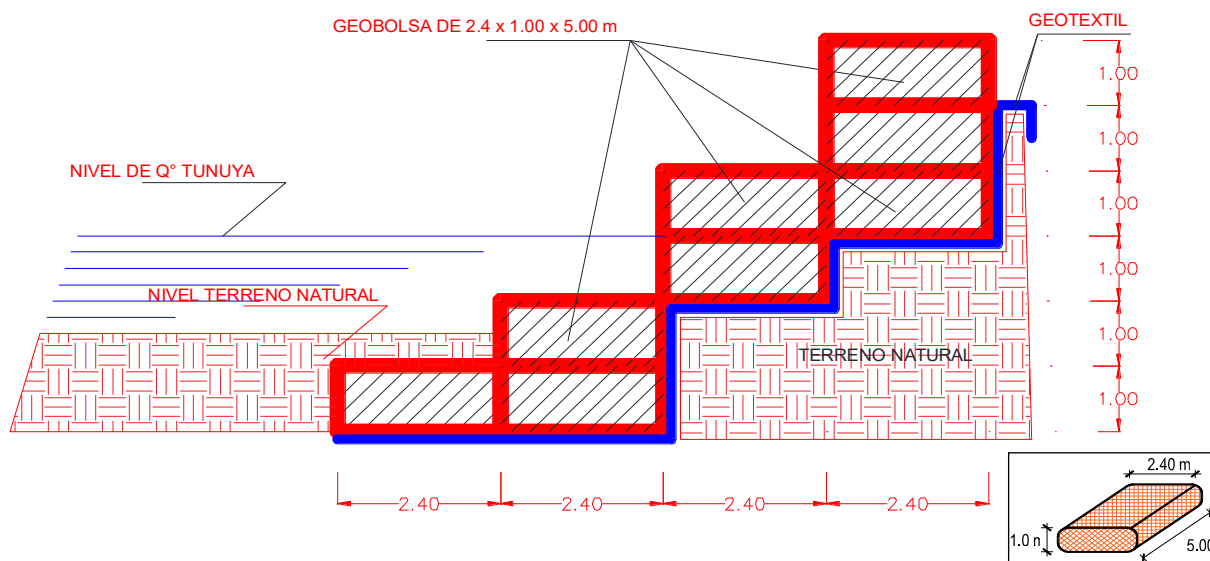 GEOBOLSA DE 2.4 x 1.00 x 5.00 m
GEOTEXTIL
1.00
1.00
NIVEL DE Q° TUNUYA
1.00
1.00
NIVEL TERRENO NATURAL
1.00
TERRENO NATURAL
1.00
2.40
2.40
2.40
2.40
2.40 m
1.0 n
5.00